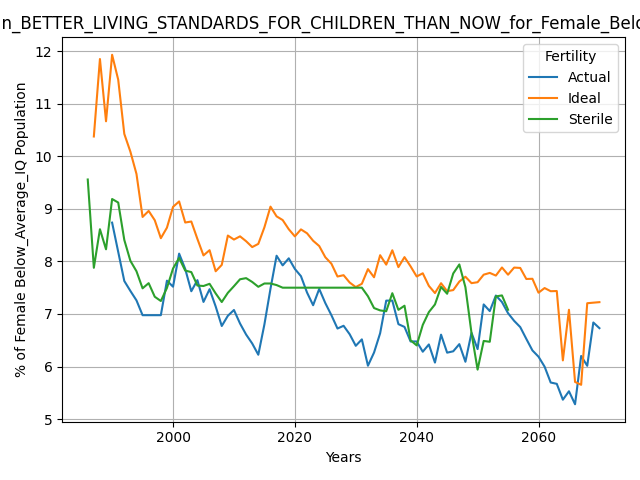 n_BETTER_LIVING_STANDARDS_FOR_CHILDREN_THAN_NOW_for_Female_Belo
Fertility
Actual
Ideal
Sterile
% of Female Below_Average_IQ Population
12
11
10
9
8
7
6
5
2000 2020 2040 2060
Years